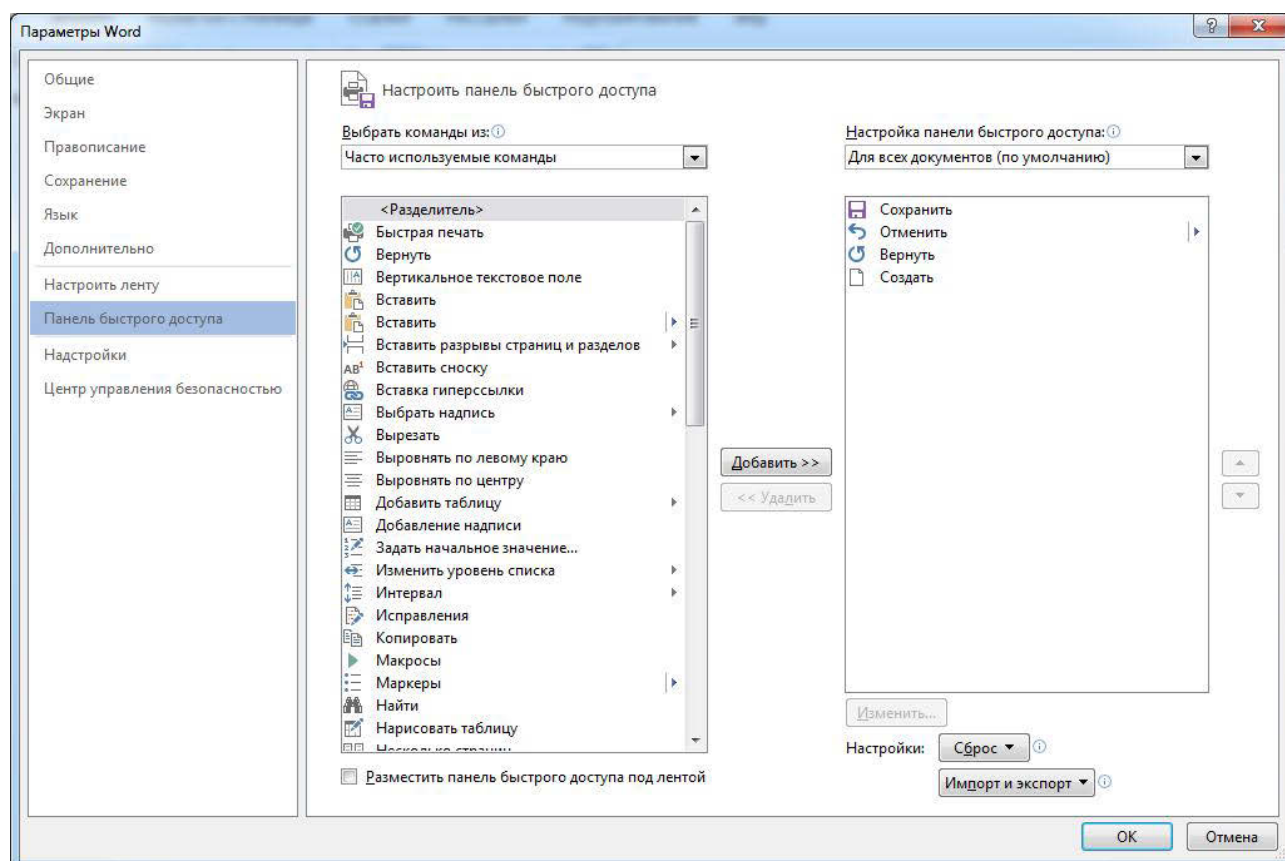 Параметры Word
Общие
Экран
Правописание
Сохранение
Язык
Дополнительно
Настроить ленту
Панель быстрого доступа
Надстройки
Центр управления безопасностью
Настроить панель быстрого доступа
Выбрать команды из:
Часто используемые команды
<Разделитель>
Быстрая печать
Вернуть
Вертикальное текстовое поле
Вставить
Вставить
Вставить разрывы страниц и разделов
Вставить сноску
Вставка гиперссылки
Выбрать надпись
Вырезать
Выровнять по левому краю
Выровнять по центру
Добавить таблицу
Добавление надписи
Задать начальное значение...
Изменить уровень списка
Интервал
Исправления
Копировать
Макросы
Маркеры
Найти
Нарисовать таблицу
Разместить панель быстрого доступа под лентой
Добавить >>
<< Удалить
Настройка панели быстрого доступа:
Для всех документов (по умолчанию)
Сохранить
Отменить
Вернуть
Создать
Изменить...
Настройки: Сброс
Импорт и экспорт
ОК
Отмена